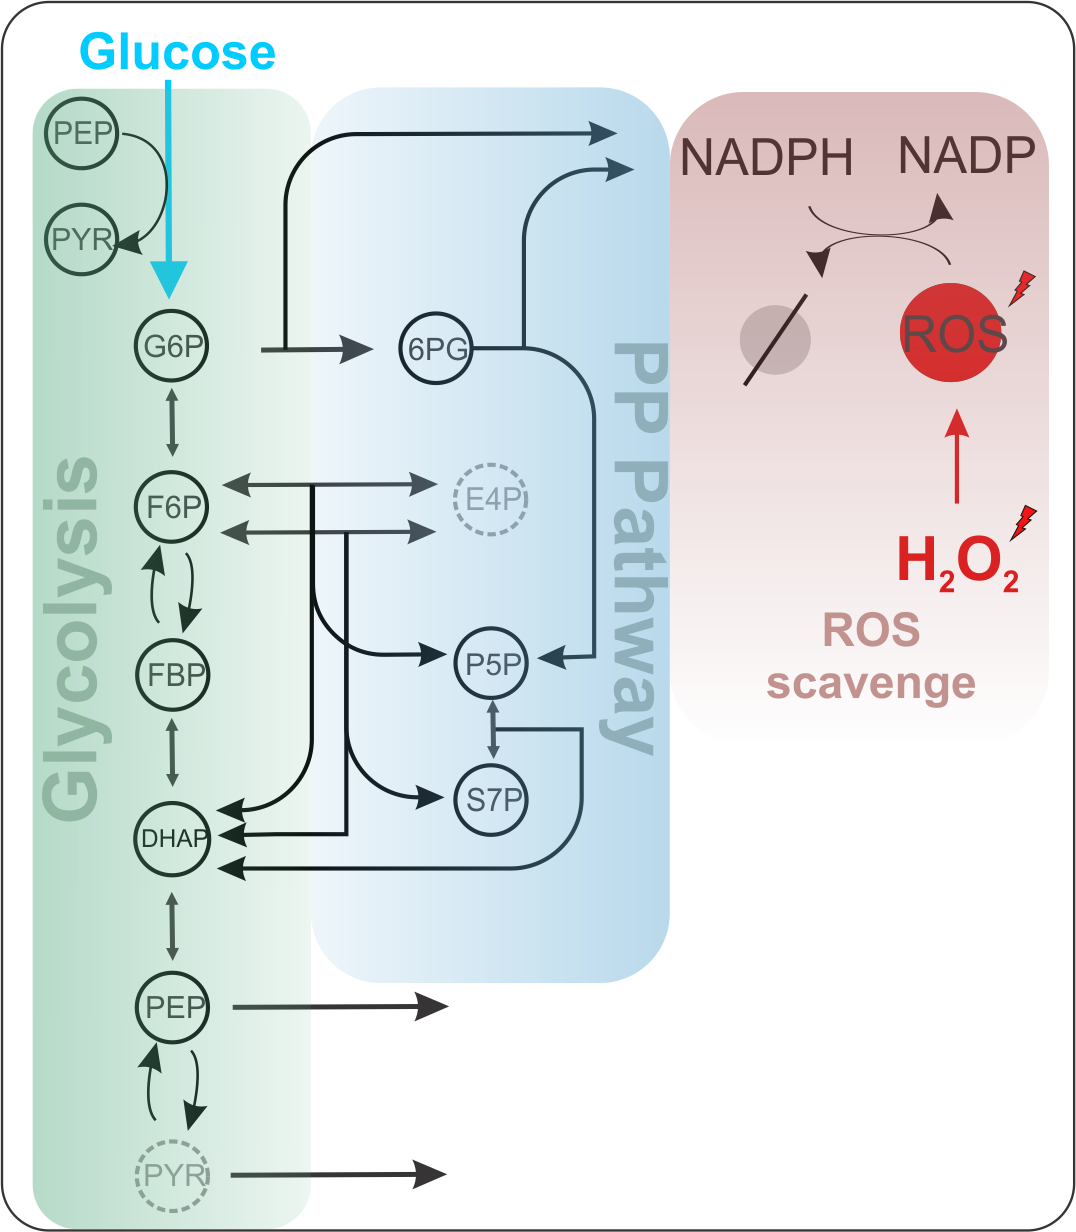 Glucose
PEP
PYR
G6P
F6P
FBP
DHAP
PEP
PYR
Glycolysis
6PG
E4P
P5P
S7P
PP Pathway
NADPH
NADP
ROS
H₂O₂
ROS
scavenge